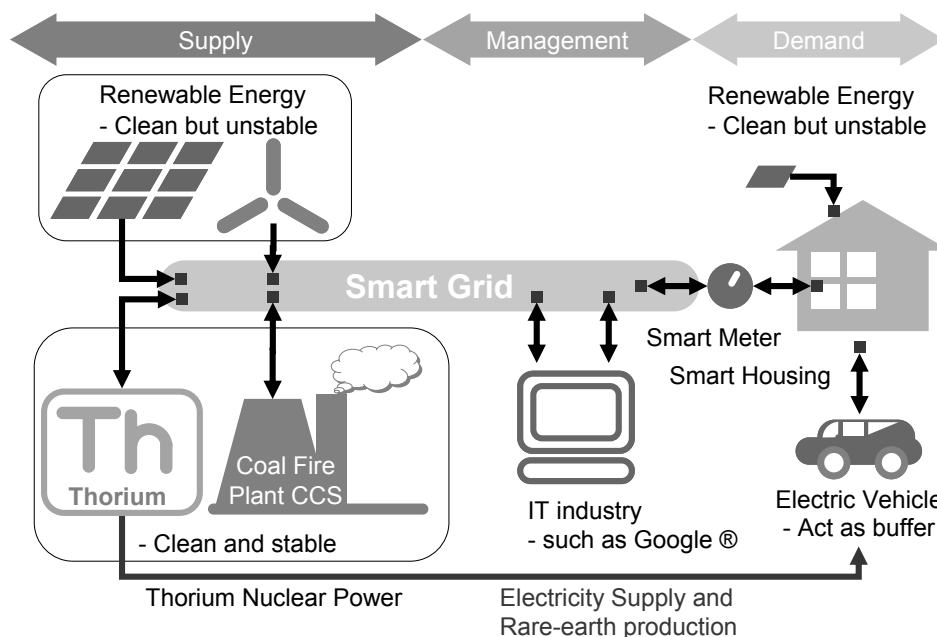 Supply
Management
Demand
Renewable Energy
- Clean but unstable
Renewable Energy
- Clean but unstable
Smart Grid
Smart Meter
Smart Housing
Th
Thorium
Coal Fire
Plant CCS
- Clean and stable
IT industry
- such as Google ®
Electric Vehicle
- Act as buffer
Thorium Nuclear Power
Electricity Supply and
Rare-earth production